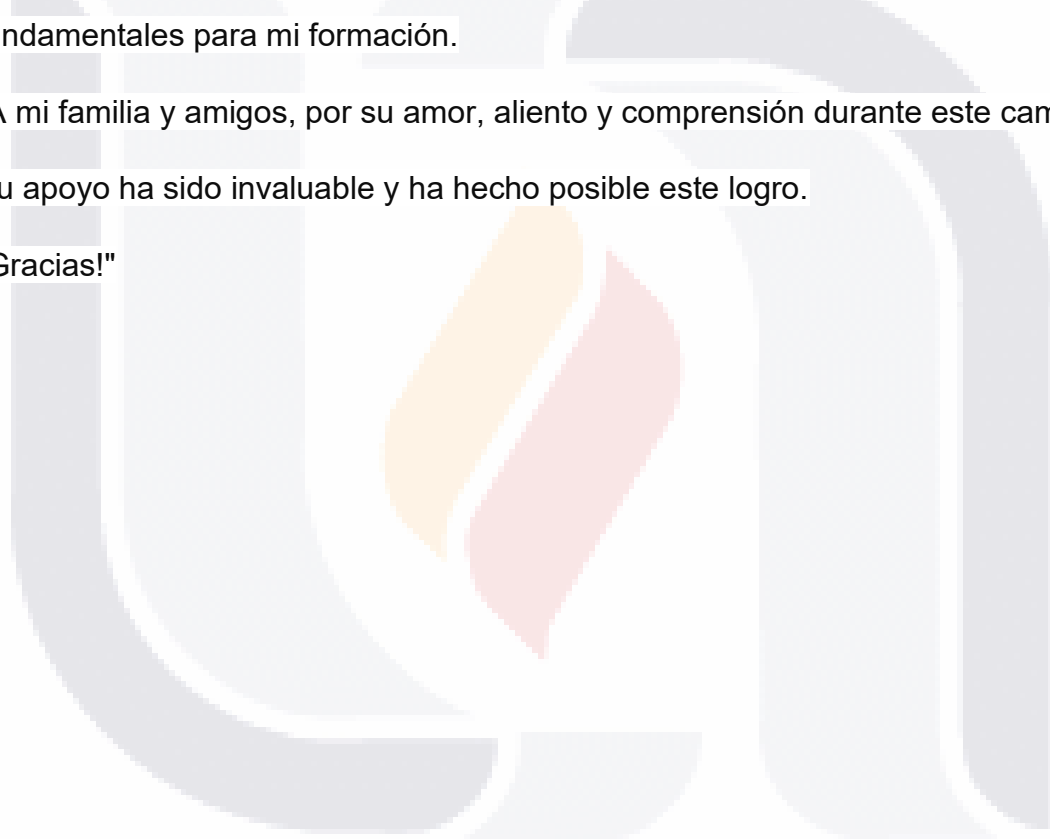 ndamentales para mi formación.
A mi familia y amigos, por su amor, aliento y comprensión durante este cam
u apoyo ha sido invaluable y ha hecho posible este logro.
Gracias!"